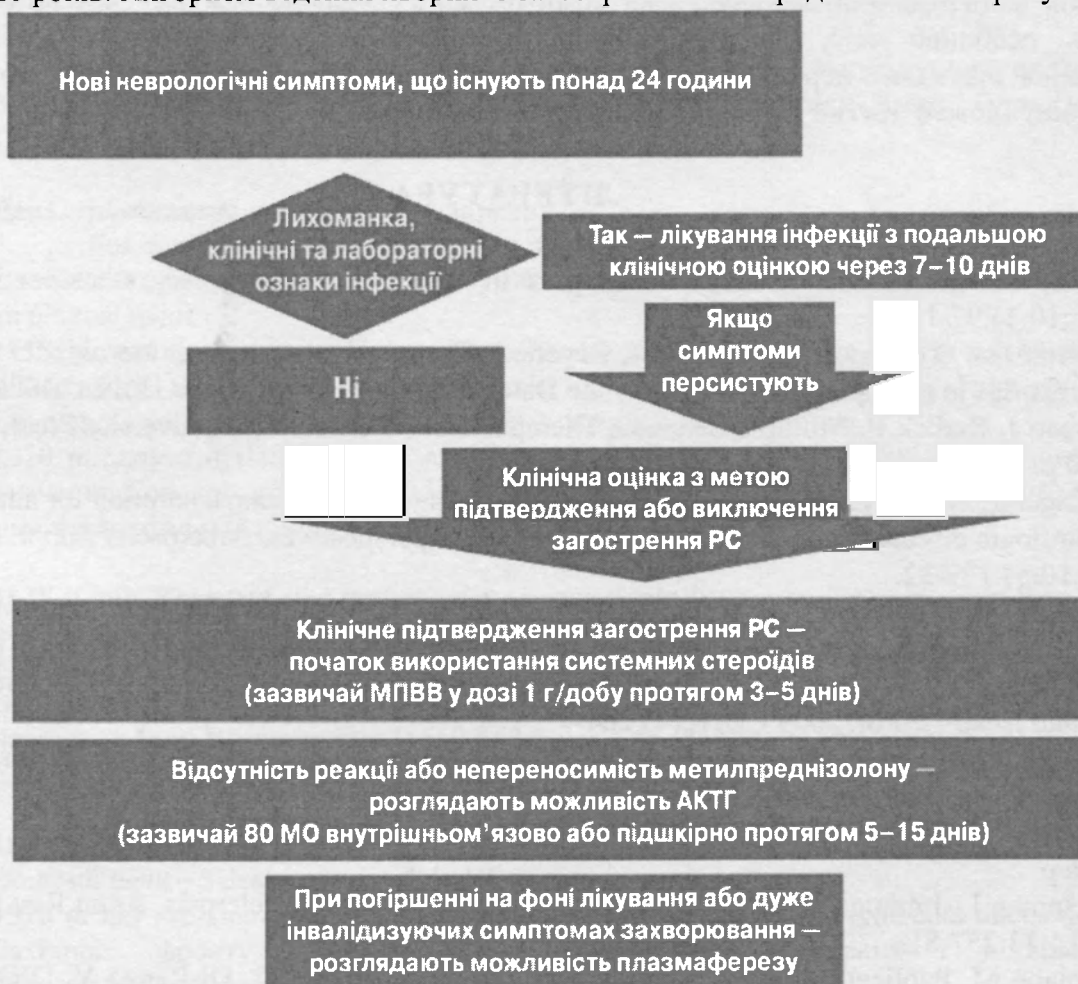 Нові неврологічні симптоми, що існують понад 24 години
Лихоманка,
клінічні та лабораторні
ознаки інфекції
Так — лікування інфекції з подальшою
клінічною оцінкою через 7–10 днів
Ні
Якщо
симптоми
персистують
Клінічна оцінка з метою
підтвердження або виключення
загострення РС
Клінічне підтвердження загострення РС —
початок використання системних стероїдів
(зазвичай МПВВ у дозі 1 г/добу протягом 3–5 днів)
Відсутність реакції або непереносимість метилпреднізолону —
розглядають можливість АКТГ
(зазвичай 80 МО внутрішньом’язово або підшкірно протягом 5–15 днів)
При погіршенні на фоні лікування або дуже
інвалідизуючих симптомах захворювання —
розглядають можливість плазмаферезу